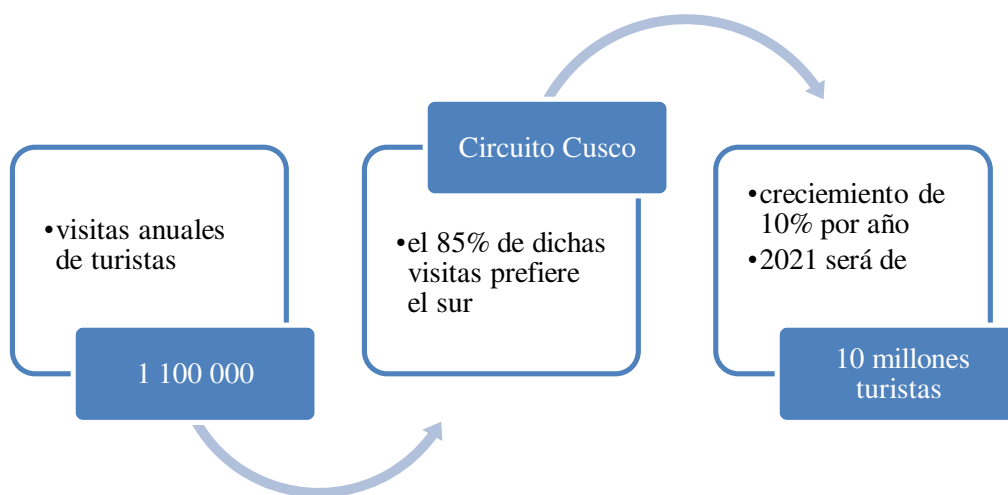 •visitas anuales
de turistas
1 100 000
Circuito Cusco
•el 85% de dichas
visitas prefiere
el sur
•creciemiento de
10% por año
•2021 será de
10 millones
turistas